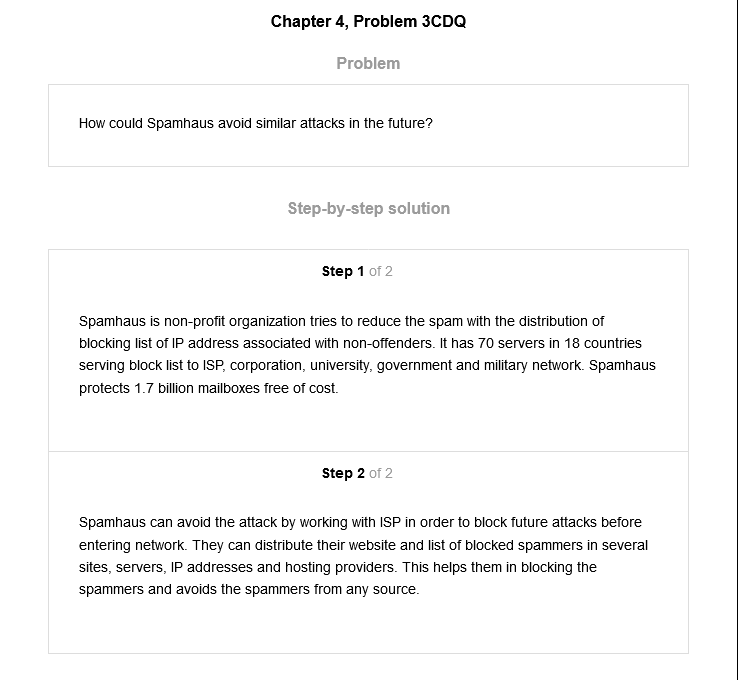 Chapter 4, Problem 3CDQ
Problem
How could Spamhaus avoid similar attacks in the future?
Step-by-step solution
Step 1 of 2
Spamhaus is non-profit organization tries to reduce the spam with the distribution of
blocking list of IP address associated with non-offenders. It has 70 servers in 18 countries
serving block list to ISP, corporation, university, government and military network. Spamhaus
protects 1.7 billion mailboxes free of cost.
Step 2 of 2
Spamhaus can avoid the attack by working with ISP in order to block future attacks before
entering network. They can distribute their website and list of blocked spammers in several
sites, servers, IP addresses and hosting providers. This helps them in blocking the
spammers and avoids the spammers from any source.